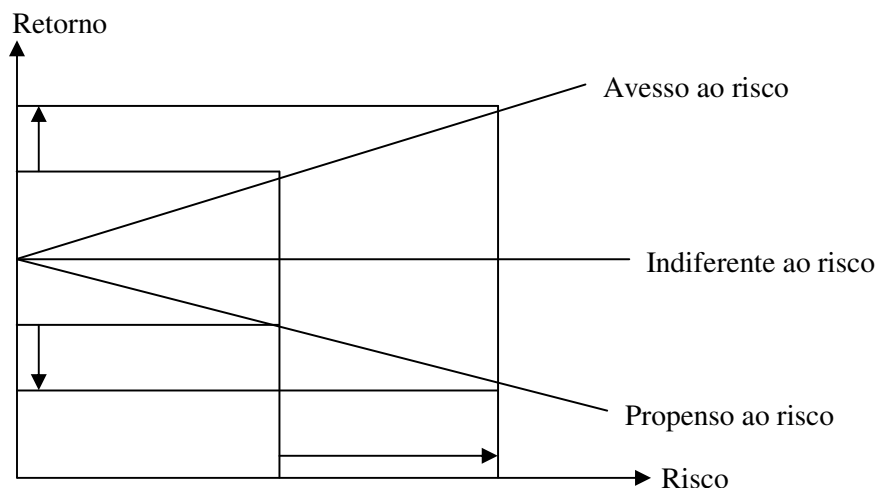 Retorno
Avesso ao risco
Indiferente ao risco
Propenso ao risco
Risco